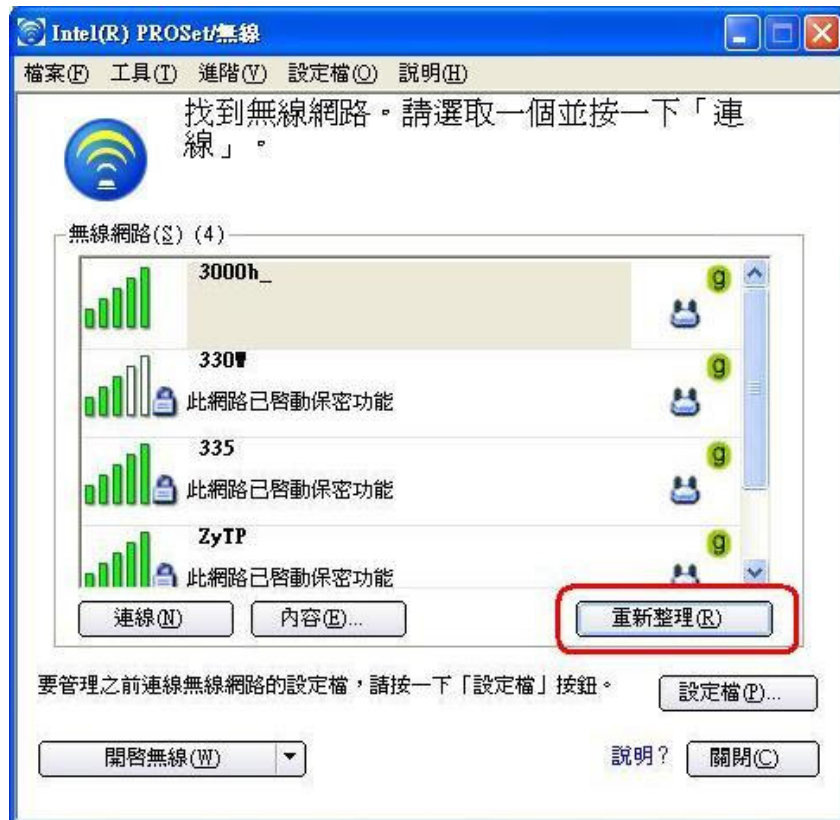 Intel(R) PROSet/無線
檔案(F) 工具(T) 進階(V) 設定檔(O) 說明(H)
找到無線網路。請選取一個並按一下「連
線」。
無線網路(S) (4)
3000h_
g
330W
g
此網路已啓動保密功能
335
g
此網路已啓動保密功能
ZyTP
g
此網路已啓動保密功能
連線(N) 內容(E)... 重新整理(R)
要管理之前連線無線網路的設定檔，請按一下「設定檔」按鈕。 設定檔(P)...
開啓無線(W) 說明？ 關閉(C)